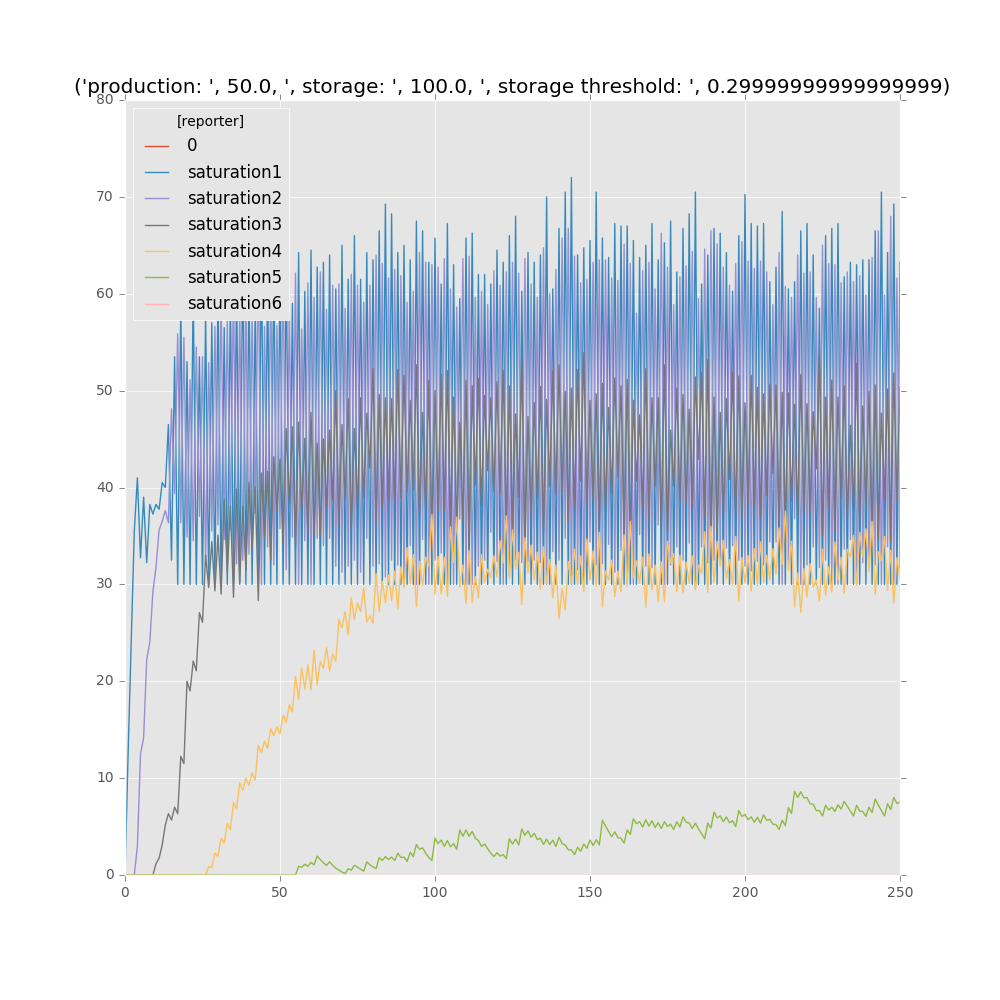 ('production: ', 50.0, ', storage: ', 100.0, ', storage threshold: ', 0.29999999999999999)
80
70
60
50
40
30
20
10
0
[reporter]
0
saturation1
saturation2
saturation3
saturation4
saturation5
saturation6
0 50 100 150 200 250